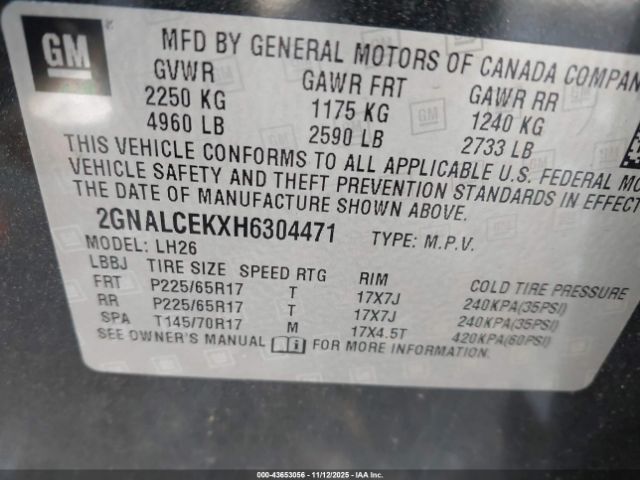 GM
MFD BY GENERAL MOTORS OF CANADA COMPAN
GVWR GAWR FRT GAWR RR
2250 KG 1175 KG 1240 KG
4960 LB 2590 LB 2733 LB
THIS VEHICLE CONFORMS TO ALL APPLICABLE U.S. FEDERAL MO
VEHICLE SAFETY AND THEFT PREVENTION STANDARDS IN EFFECT
THE DATE OF MANUFACTURE SHOWN ABOVE.
2GNALCEKXH6304471 TYPE: M.P.V.
MODEL: LH26
LBBJ TIRE SIZE SPEED RTG RIM COLD TIRE PRESSURE
FRT P225/65R17 T 17X7J 240KPA(35PSI)
RR P225/65R17 T 17X7J 240KPA(35PSI)
SPA T145/70R17 M 17X4.5T 420KPA(60PSI)
SEE OWNER'S MANUAL FOR MORE INFORMATION.
000-43653056 - 11/12/2025 - IAAI.COM